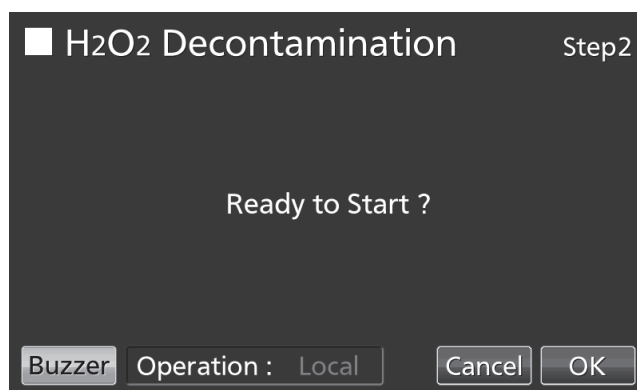 H2O2 Decontamination Step2
Ready to Start ?
Buzzer Operation : Local Cancel OK